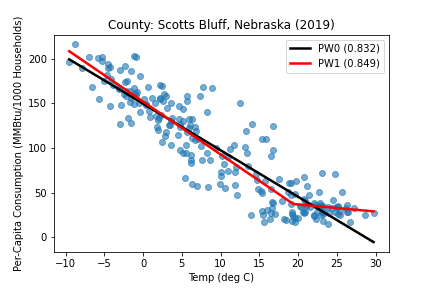 County: Scotts Bluff, Nebraska (2019)
PW0 (0.832)
PW1 (0.849)
Per-Capita Consumption (MMBtu/1000 Households)
200
150
100
50
0
−10 −5 0 5 10 15 20 25 30
Temp (deg C)